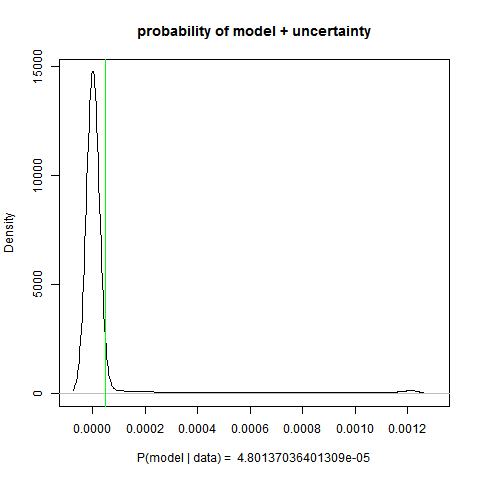 probability of model + uncertainty
Density
15000
10000
5000
0
0.0000 0.0002 0.0004 0.0006 0.0008 0.0010 0.0012
P(model | data) = 4.80137036401309e-05